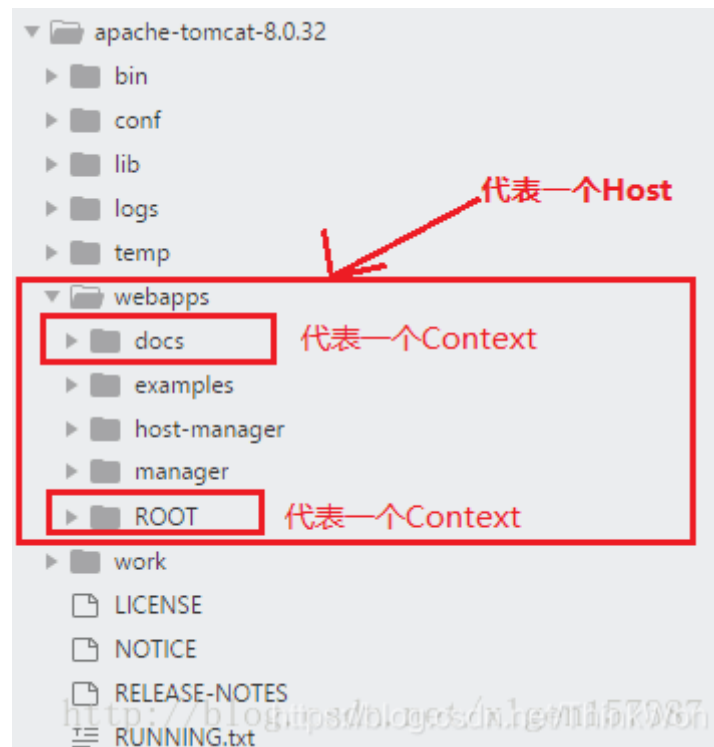 apache-tomcat-8.0.32
bin
conf
lib
代表一个Host
logs
temp
webapps
docs 代表一个Context
examples
host-manager
manager
ROOT 代表一个Context
work
LICENSE
NOTICE
RELEASE-NOTES
RUNNING.txt